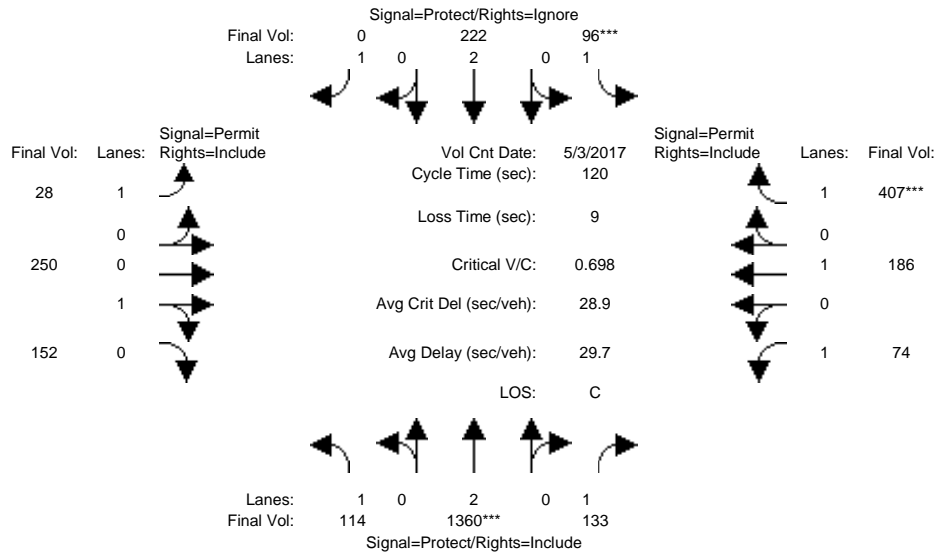 Signal=Protect/Rights=Ignore
Final Vol: 0 222 96***
Lanes: 1 0 2 0 1
Signal=Permit
Final Vol: Lanes: Rights=Include
Vol Cnt Date: 5/3/2017
Signal=Permit
Rights=Include Lanes: Final Vol:
Cycle Time (sec): 120
28 1
1 407***
Loss Time (sec): 9
0
0
250 0
Critical V/C: 0.698
1 186
1
Avg Crit Del (sec/veh): 28.9
0
152 0
Avg Delay (sec/veh): 29.7
1 74
LOS: C
Lanes: 1 0 2 0 1
Final Vol: 114 1360*** 133
Signal=Protect/Rights=Include